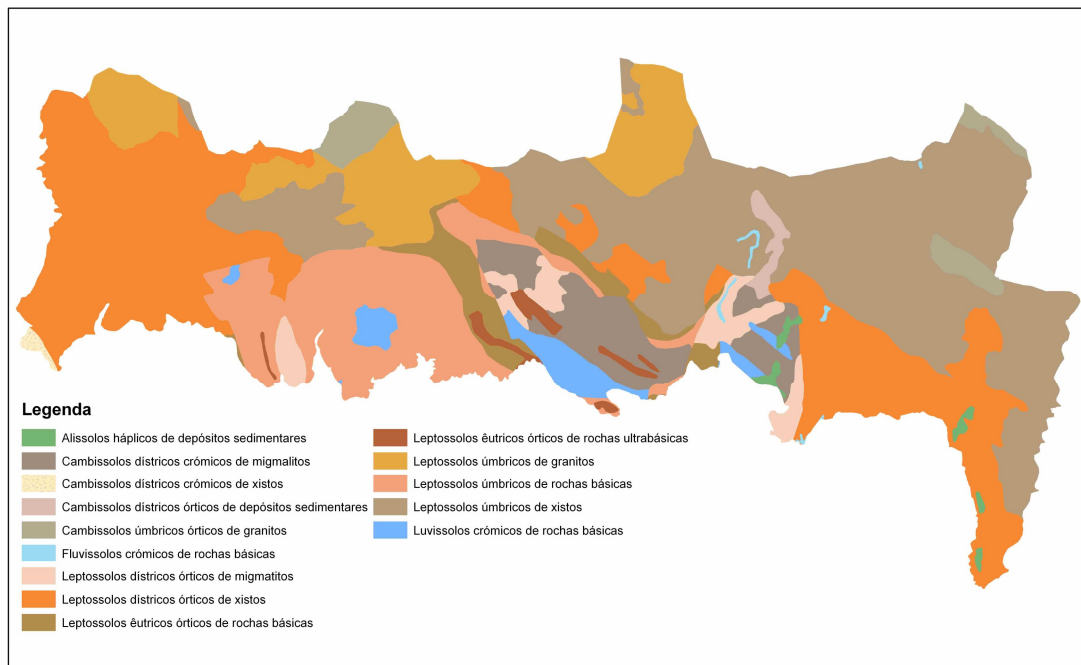 Legenda
Alissolos háplicos de depósitos sedimentares
Cambissolos dístricos crómicos de migmalitos
Cambissolos dístricos crómicos de xistos
Cambissolos dístricos órticos de depósitos sedimentares
Cambissolos úmbricos órticos de granitos
Fluvissolos crómicos de rochas básicas
Leptossolos dístricos órticos de migmatitos
Leptossolos dístricos órticos de xistos
Leptossolos êutricos órticos de rochas básicas
Leptossolos êutricos órticos de rochas ultrabásicas
Leptossolos úmbricos de granitos
Leptossolos úmbricos de rochas básicas
Leptossolos úmbricos de xistos
Luvissolos crómicos de rochas básicas